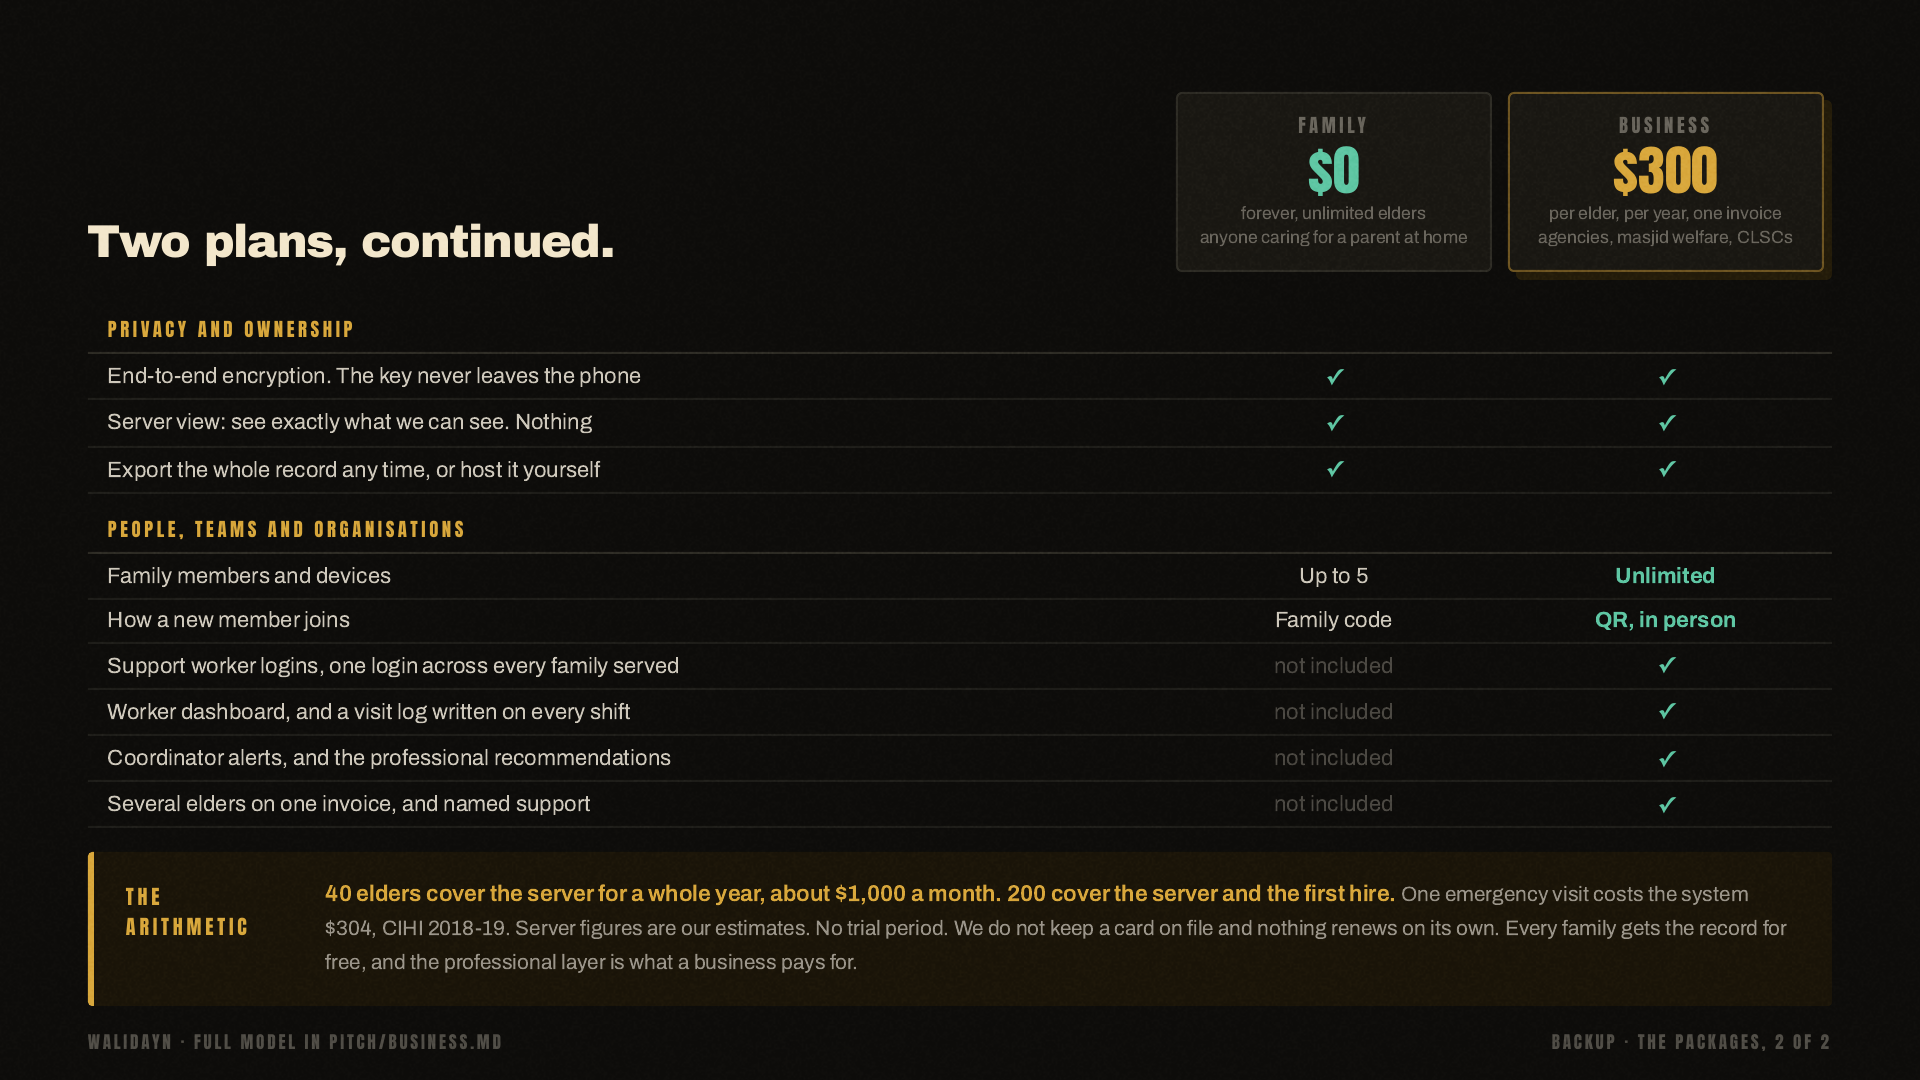 FAMILY
$0
forever, unlimited elders
anyone caring for a parent at home
BUSINESS
$300
per elder, per year, one invoice
agencies, masjid welfare, CLSCs
Two plans, continued.
PRIVACY AND OWNERSHIP
End-to-end encryption. The key never leaves the phone ✓ ✓
Server view: see exactly what we can see. Nothing ✓ ✓
Export the whole record any time, or host it yourself ✓ ✓
PEOPLE, TEAMS AND ORGANISATIONS
Family members and devices Up to 5 Unlimited
How a new member joins Family code QR, in person
Support worker logins, one login across every family served not included ✓
Worker dashboard, and a visit log written on every shift not included ✓
Coordinator alerts, and the professional recommendations not included ✓
Several elders on one invoice, and named support not included ✓
THE
ARITHMETIC
40 elders cover the server for a whole year, about $1,000 a month. 200 cover the server and the first hire. One emergency visit costs the system
$304, CIHI 2018-19. Server figures are our estimates. No trial period. We do not keep a card on file and nothing renews on its own. Every family gets the record for
free, and the professional layer is what a business pays for.
WALIDAYN · FULL MODEL IN PITCH/BUSINESS.MD
BACKUP · THE PACKAGES, 2 OF 2